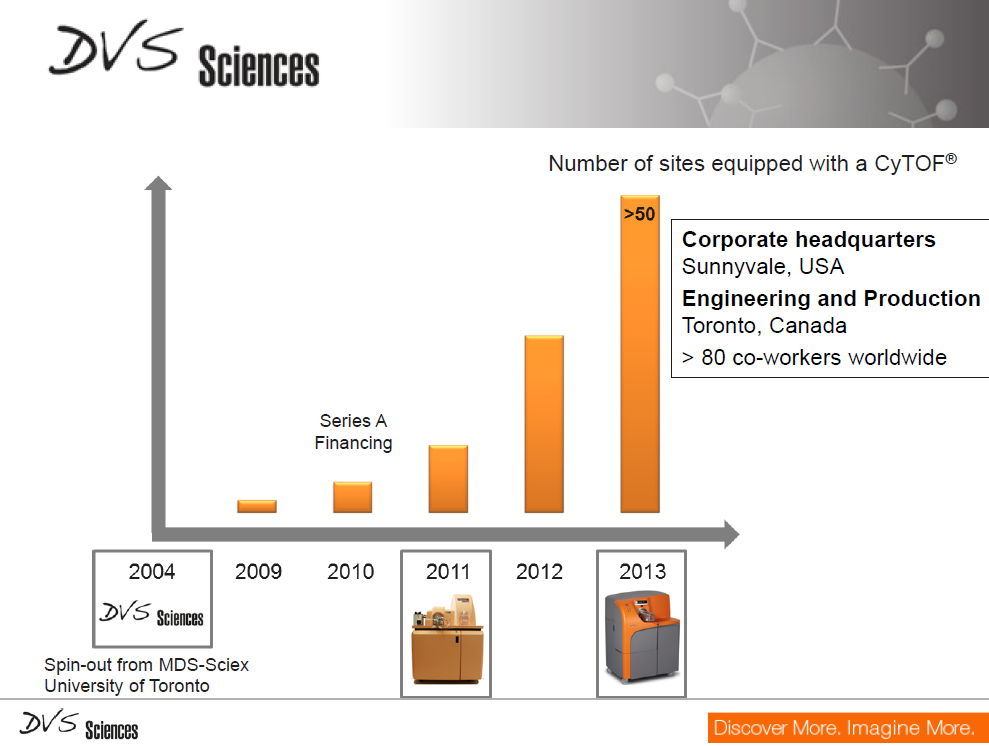 DVS Sciences
Number of sites equipped with a CyTOF®
>50
Corporate headquarters
Sunnyvale, USA
Engineering and Production
Toronto, Canada
> 80 co-workers worldwide
Series A
Financing
2004
2009
2010
2011
2012
2013
DVS Sciences
Spin-out from MDS-Sciex
University of Toronto
DVS Sciences
Discover More. Imagine More.